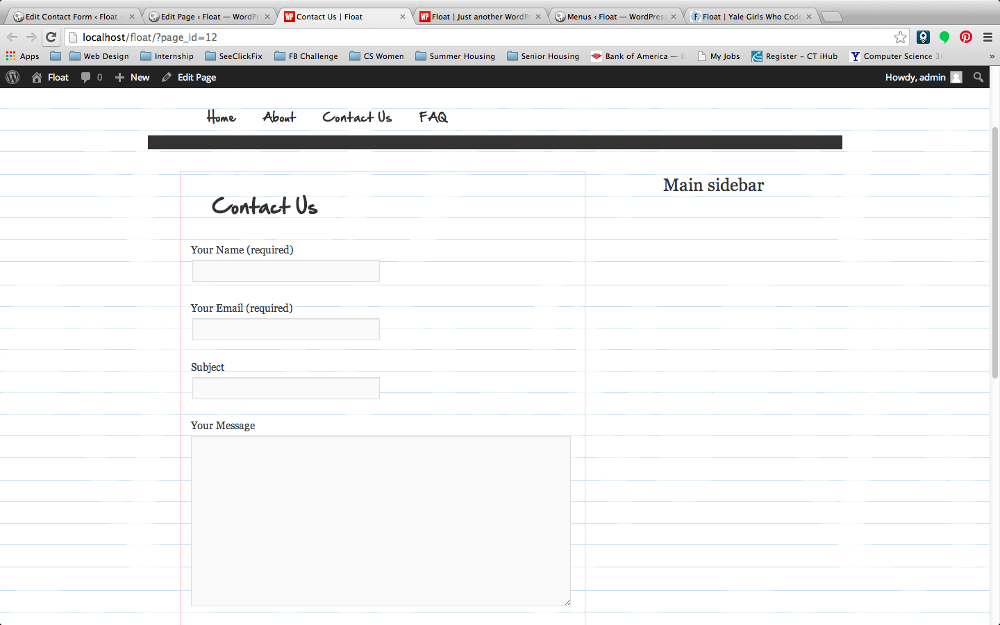 Edit Contact Form ‹ Float — Edit Page ‹ Float — WordPr Contact Us | Float Float | Just another WordP Menus ‹ Float — WordPress Float | Yale Girls Who Code
localhost/float/?page_id=12
Apps Web Design Internship SeeClickFix FB Challenge CS Women Summer Housing Senior Housing Bank of America — My Jobs Register – CT iHub Computer Science 36 »
Float 0 New Edit Page Howdy, admin
Home About Contact Us FAQ
Main sidebar
Contact Us
Your Name (required)
Your Email (required)
Subject
Your Message